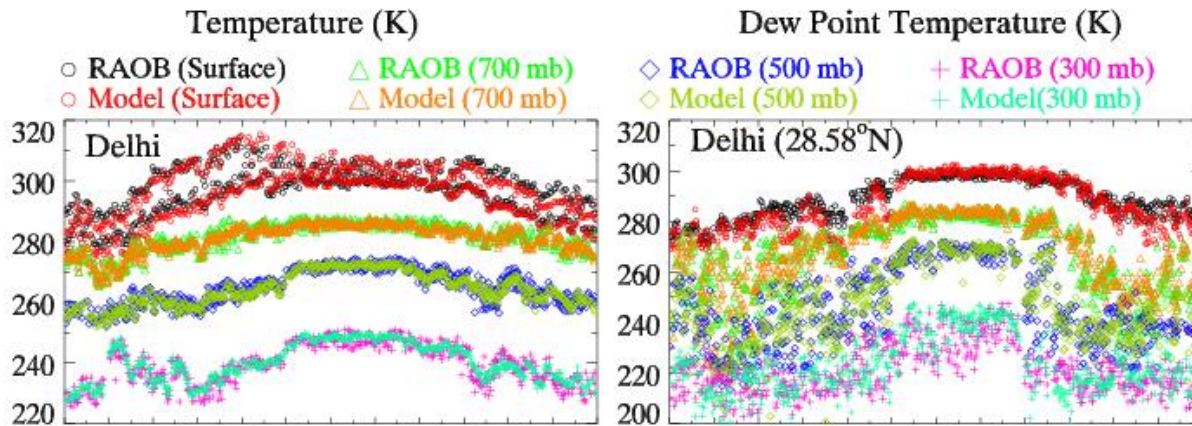 Temperature (K) Dew Point Temperature (K)
RAOB (Surface) RAOB (700 mb) RAOB (500 mb) RAOB (300 mb)
Model (Surface) Model (700 mb) Model (500 mb) Model(300 mb)
Delhi
320
300
280
260
240
220
Delhi (28.58°N)
320
300
280
260
240
220
200